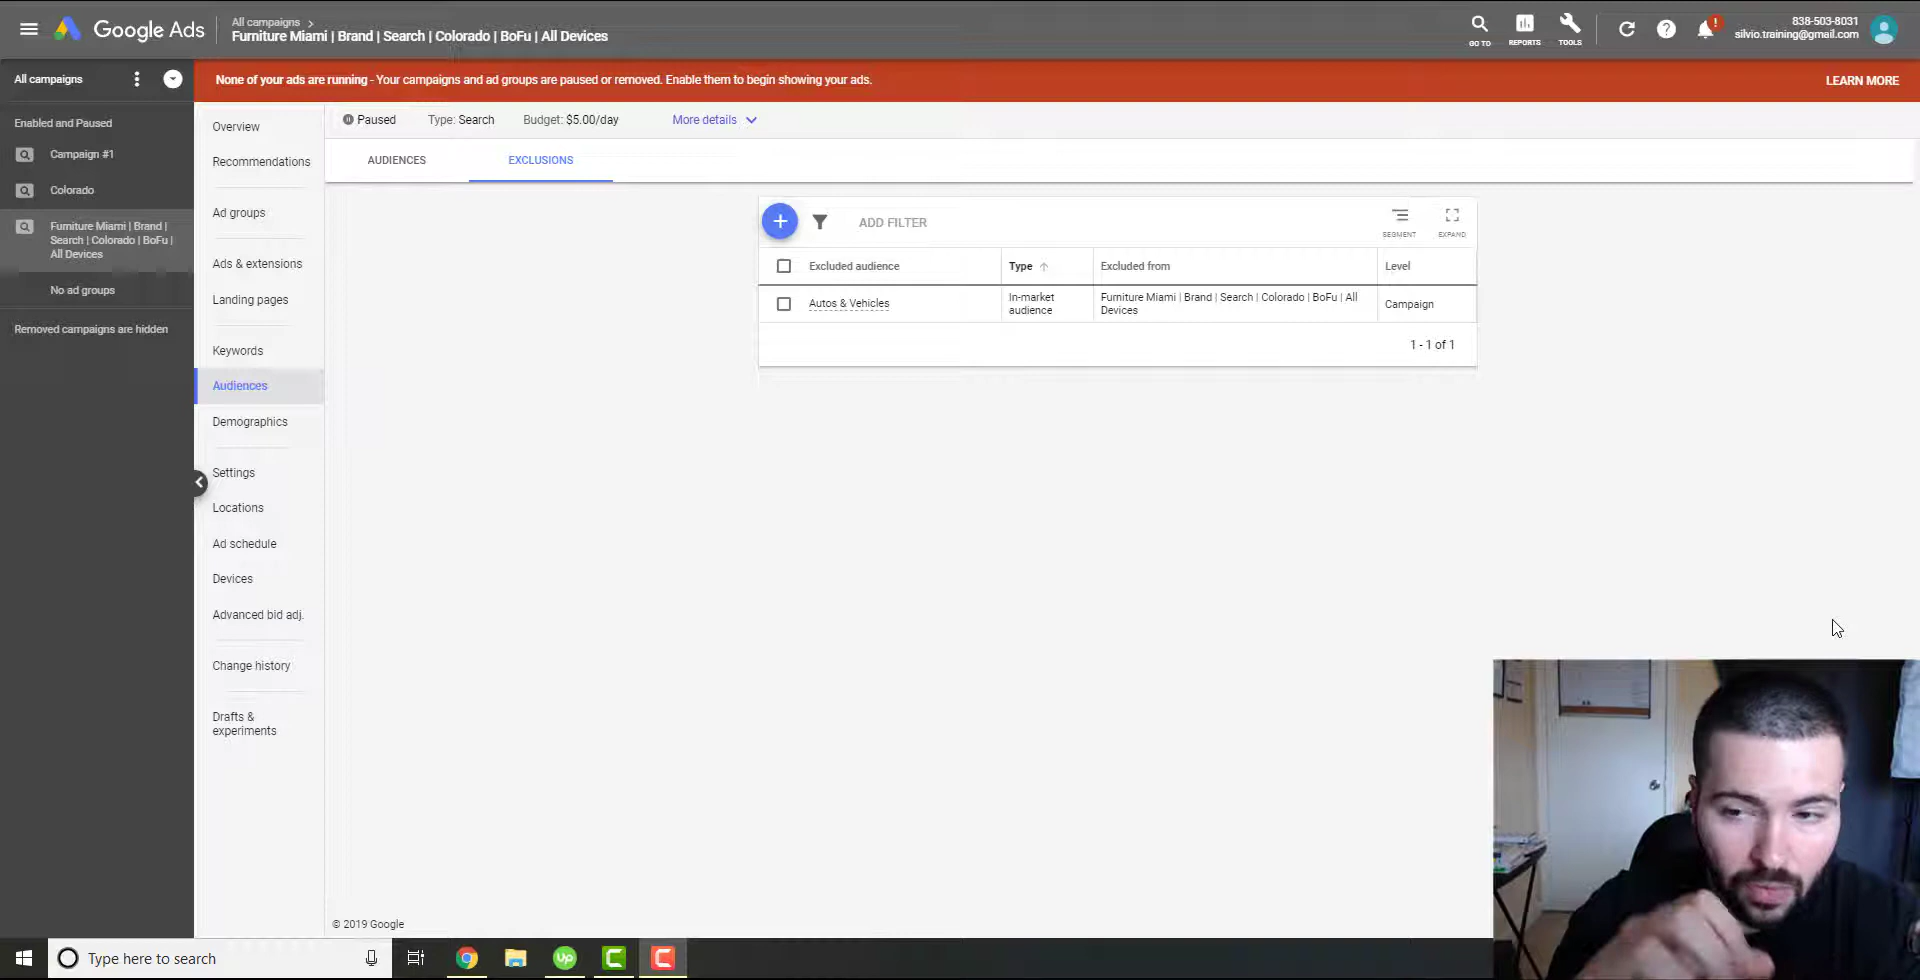 Google Ads
All campaigns
Furniture Miami | Brand | Search | Colorado | BoFu | All Devices
GO TO
REPORTS
TOOLS
!
838-503-8031
silvio.training@gmail.com
All campaigns
None of your ads are running - Your campaigns and ad groups are paused or removed. Enable them to begin showing your ads.
LEARN MORE
Enabled and Paused
Campaign #1
Colorado
Furniture Miami | Brand |
Search | Colorado | BoFu |
All Devices
No ad groups
Removed campaigns are hidden
Overview
Recommendations
Ad groups
Ads & extensions
Landing pages
Keywords
Audiences
Demographics
Settings
Locations
Ad schedule
Devices
Advanced bid adj.
Change history
Drafts &
experiments
Paused
Type: Search
Budget: $5.00/day
More details
AUDIENCES
EXCLUSIONS
ADD FILTER
SEGMENT
EXPAND
Excluded audience
Type
Excluded from
Level
Autos & Vehicles
In-market
audience
Furniture Miami | Brand | Search | Colorado | BoFu | All
Devices
Campaign
1 - 1 of 1
© 2019 Google
Type here to search
Up